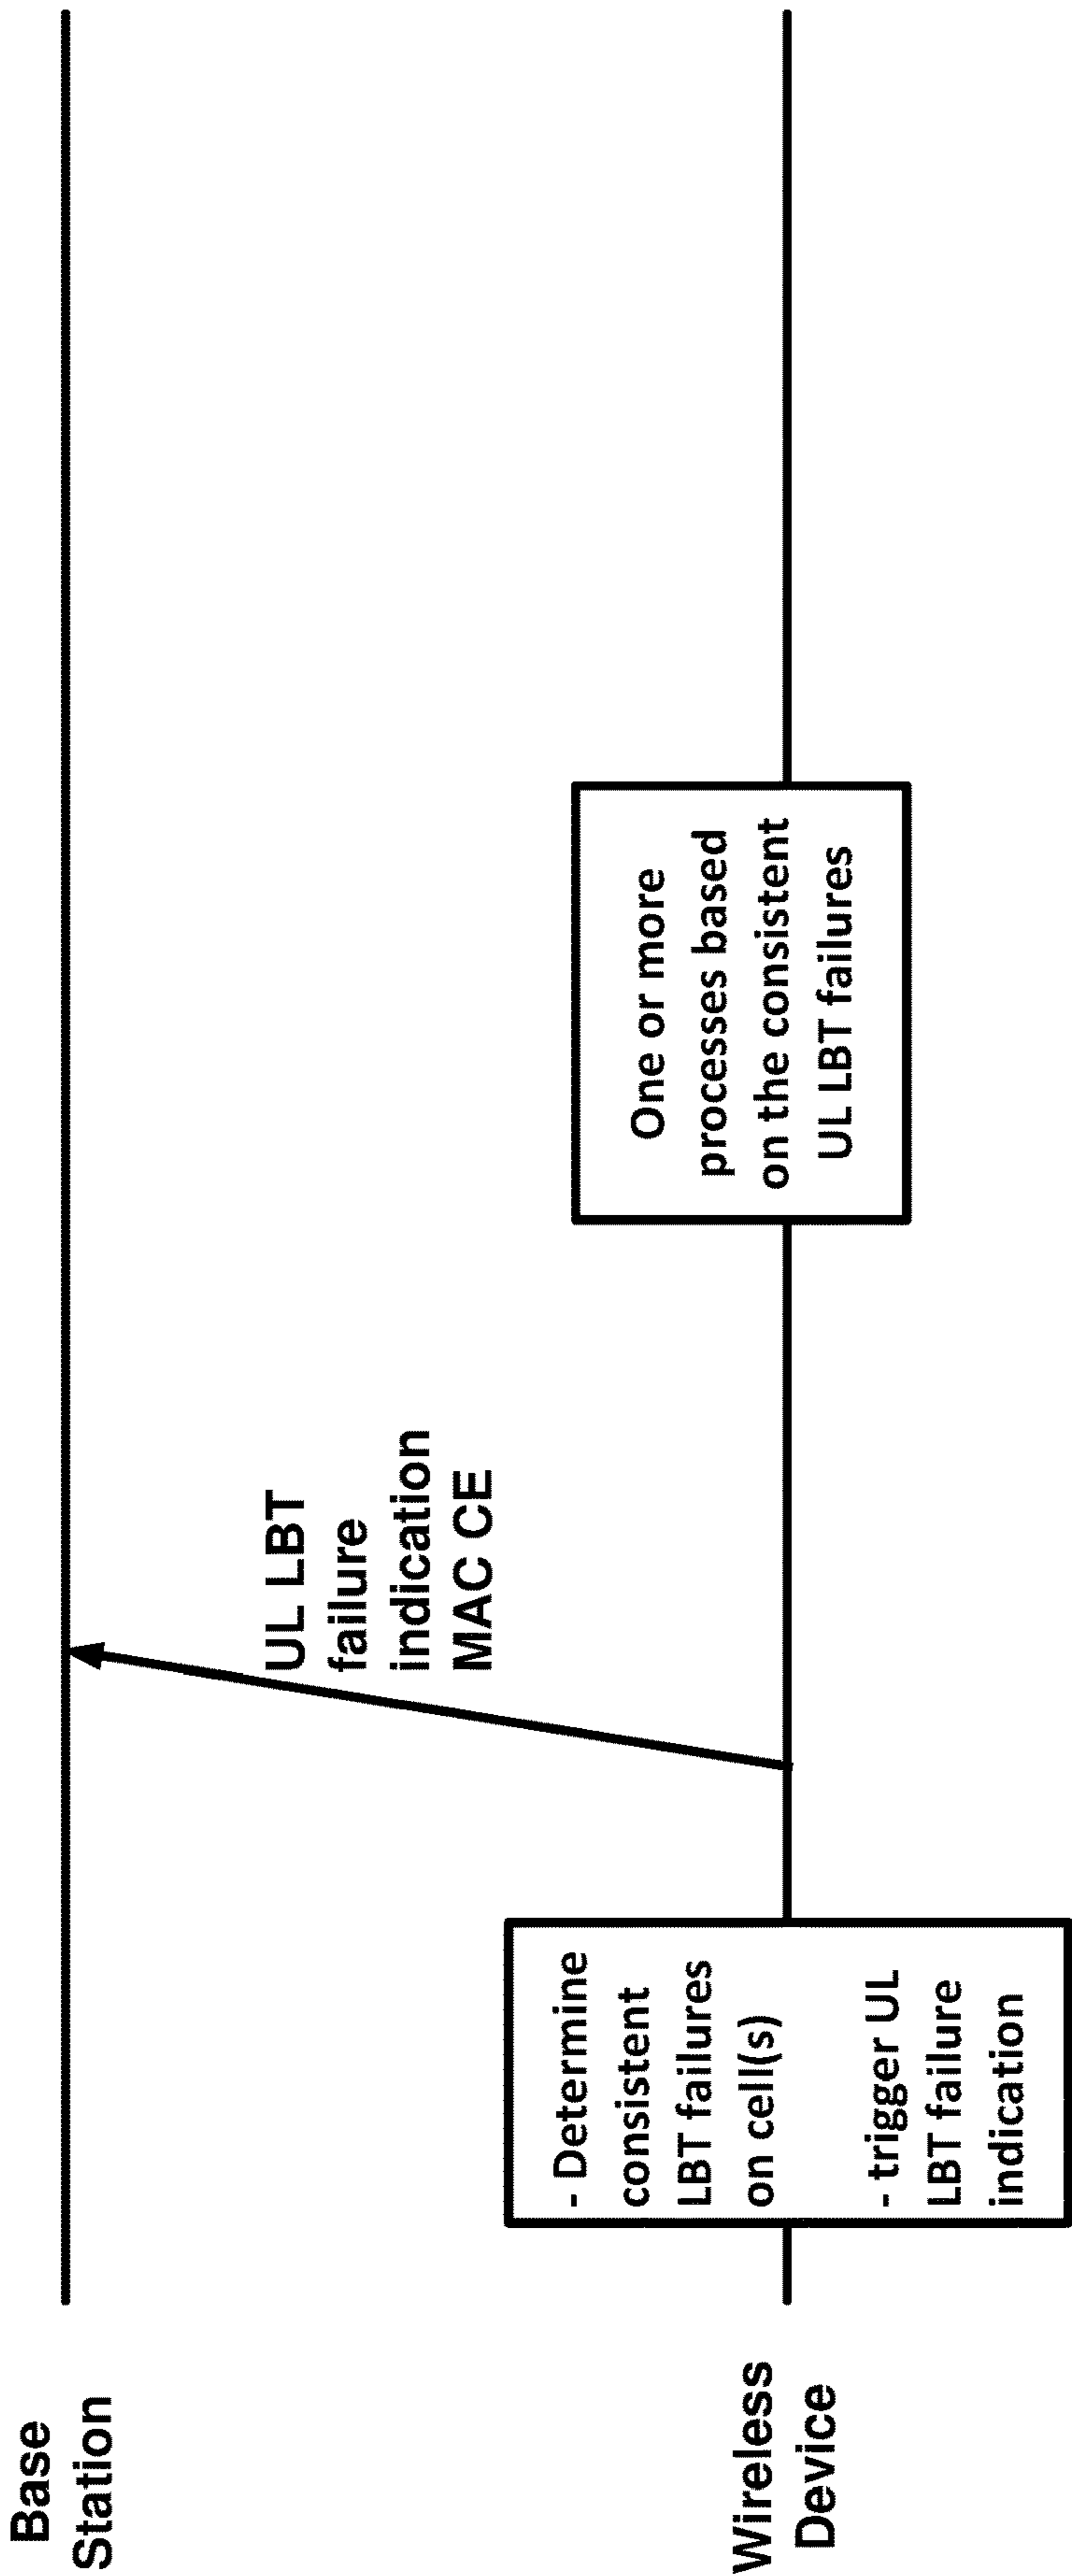 Base
Station
UL LBT
failure
indication
MAC CE
Wireless
Device
- Determine
consistent
LBT failures
on cell(s)
- trigger UL
LBT failure
indication
One or more
processes based
on the consistent
UL LBT failures